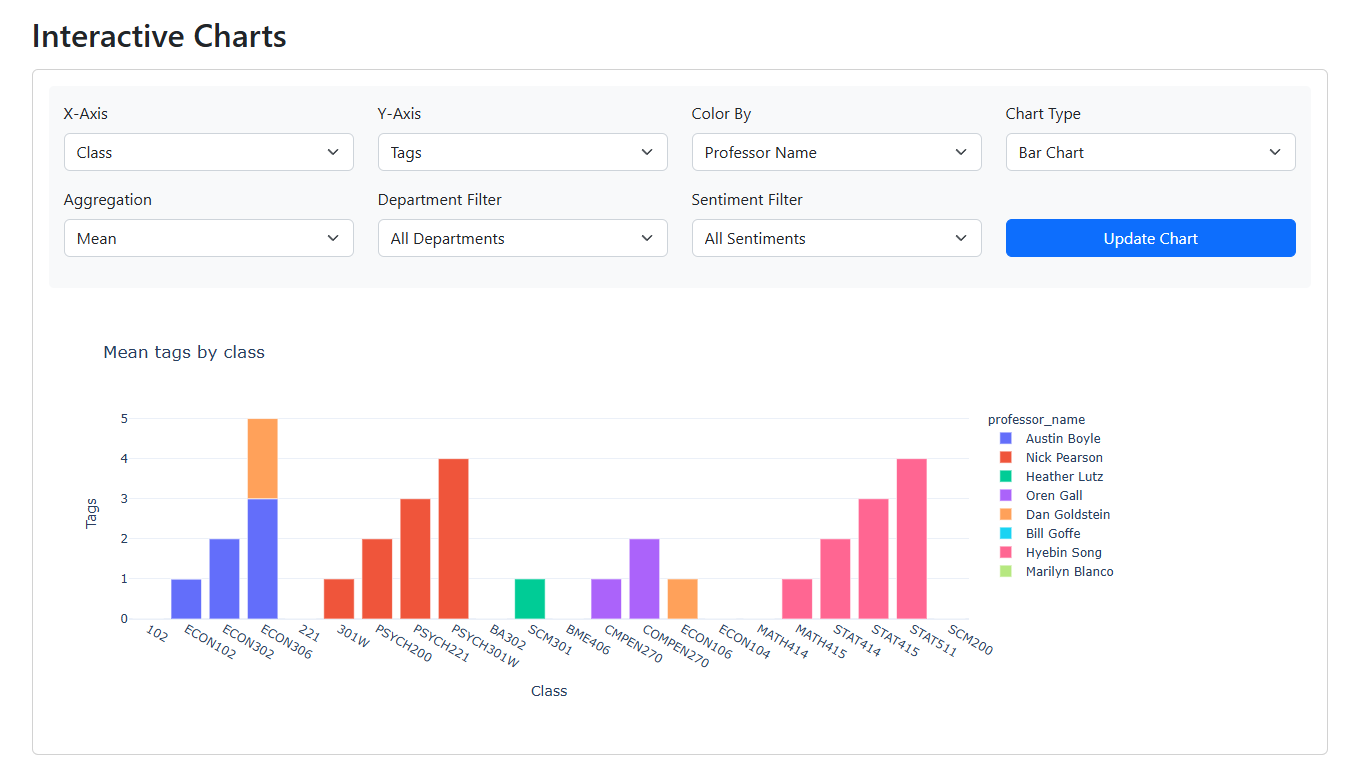 Interactive Charts
X-Axis Y-Axis Color By Chart Type
Class Tags Professor Name Bar Chart
Aggregation Department Filter Sentiment Filter
Mean All Departments All Sentiments Update Chart
Mean tags by class
5
4
3
2
1
0
Tags
102 ECON102 ECON302 ECON306 221 301W PSYCH200 PSYCH221 PSYCH301W BA302 SCM301 BME406 CMPEN270 COMPEN270 ECON106 ECON104 MATH414 MATH415 STAT414 STAT415 STAT511 SCM200
Class
professor_name
Austin Boyle
Nick Pearson
Heather Lutz
Oren Gall
Dan Goldstein
Bill Goffe
Hyebin Song
Marilyn Blanco